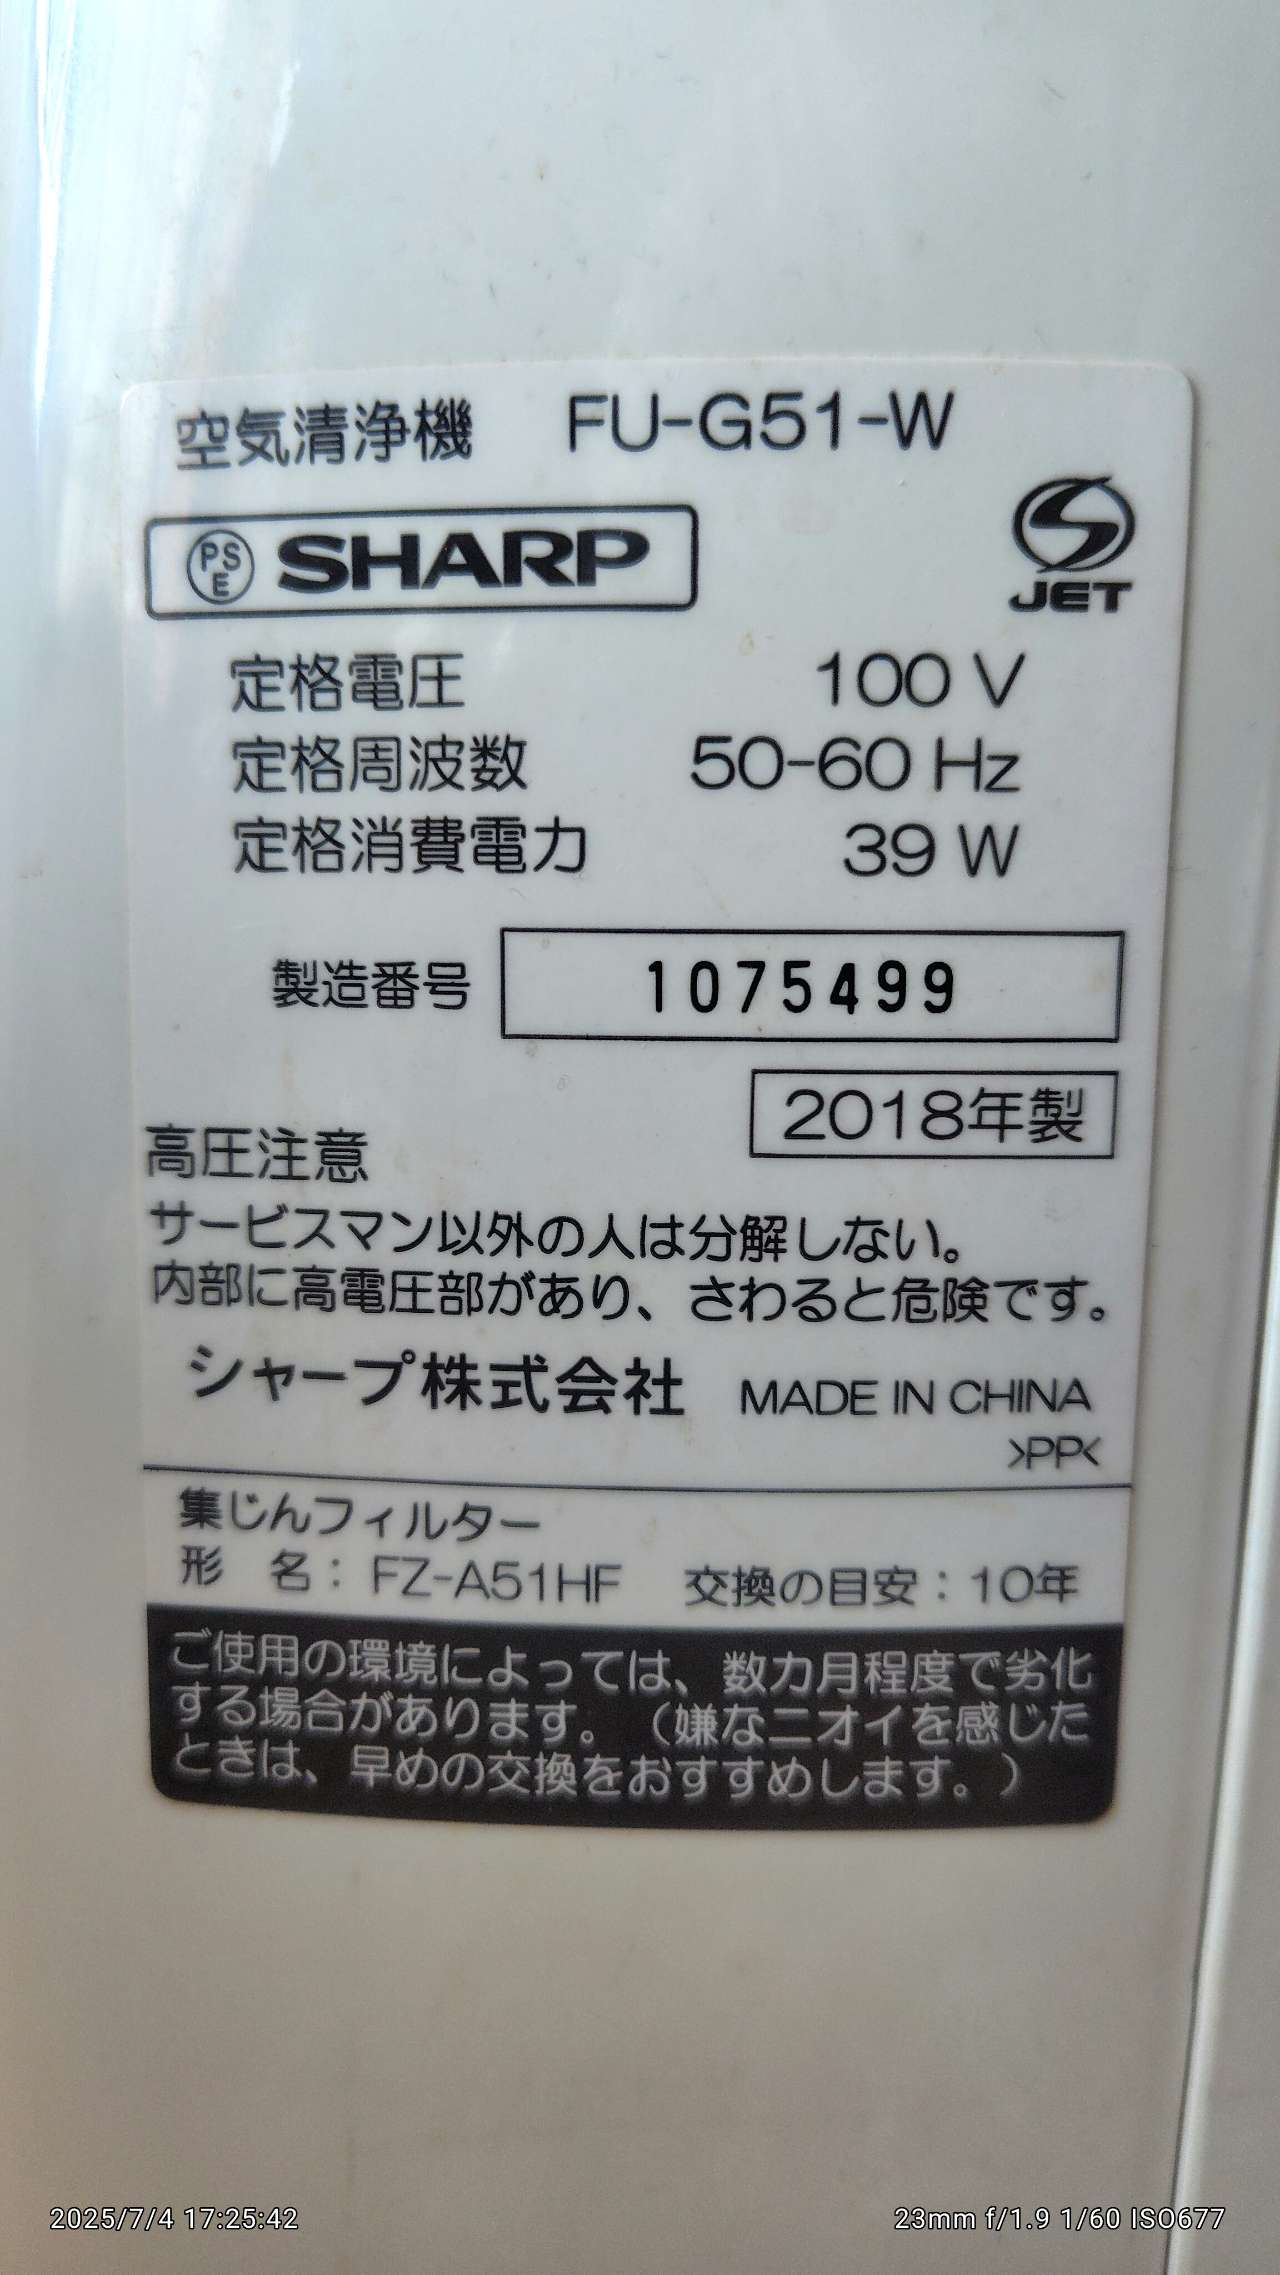 空気清浄機 FU-G51-W
PSE SHARP
JET
定格電圧 100 V
定格周波数 50-60 Hz
定格消費電力 39 W
製造番号 1075499
2018年製
高圧注意
サービスマン以外の人は分解しない。
内部に高電圧部があり、さわると危険です。
シャープ株式会社 MADE IN CHINA
>PP<
集じんフィルター
形 名：FZ-A51HF 交換の目安：10年
ご使用の環境によっては、数カ月程度で劣化
する場合があります。（嫌なニオイを感じた
ときは、早めの交換をおすすめします。）
2025/7/4 17:25:42 23mm f/1.9 1/60 ISO677